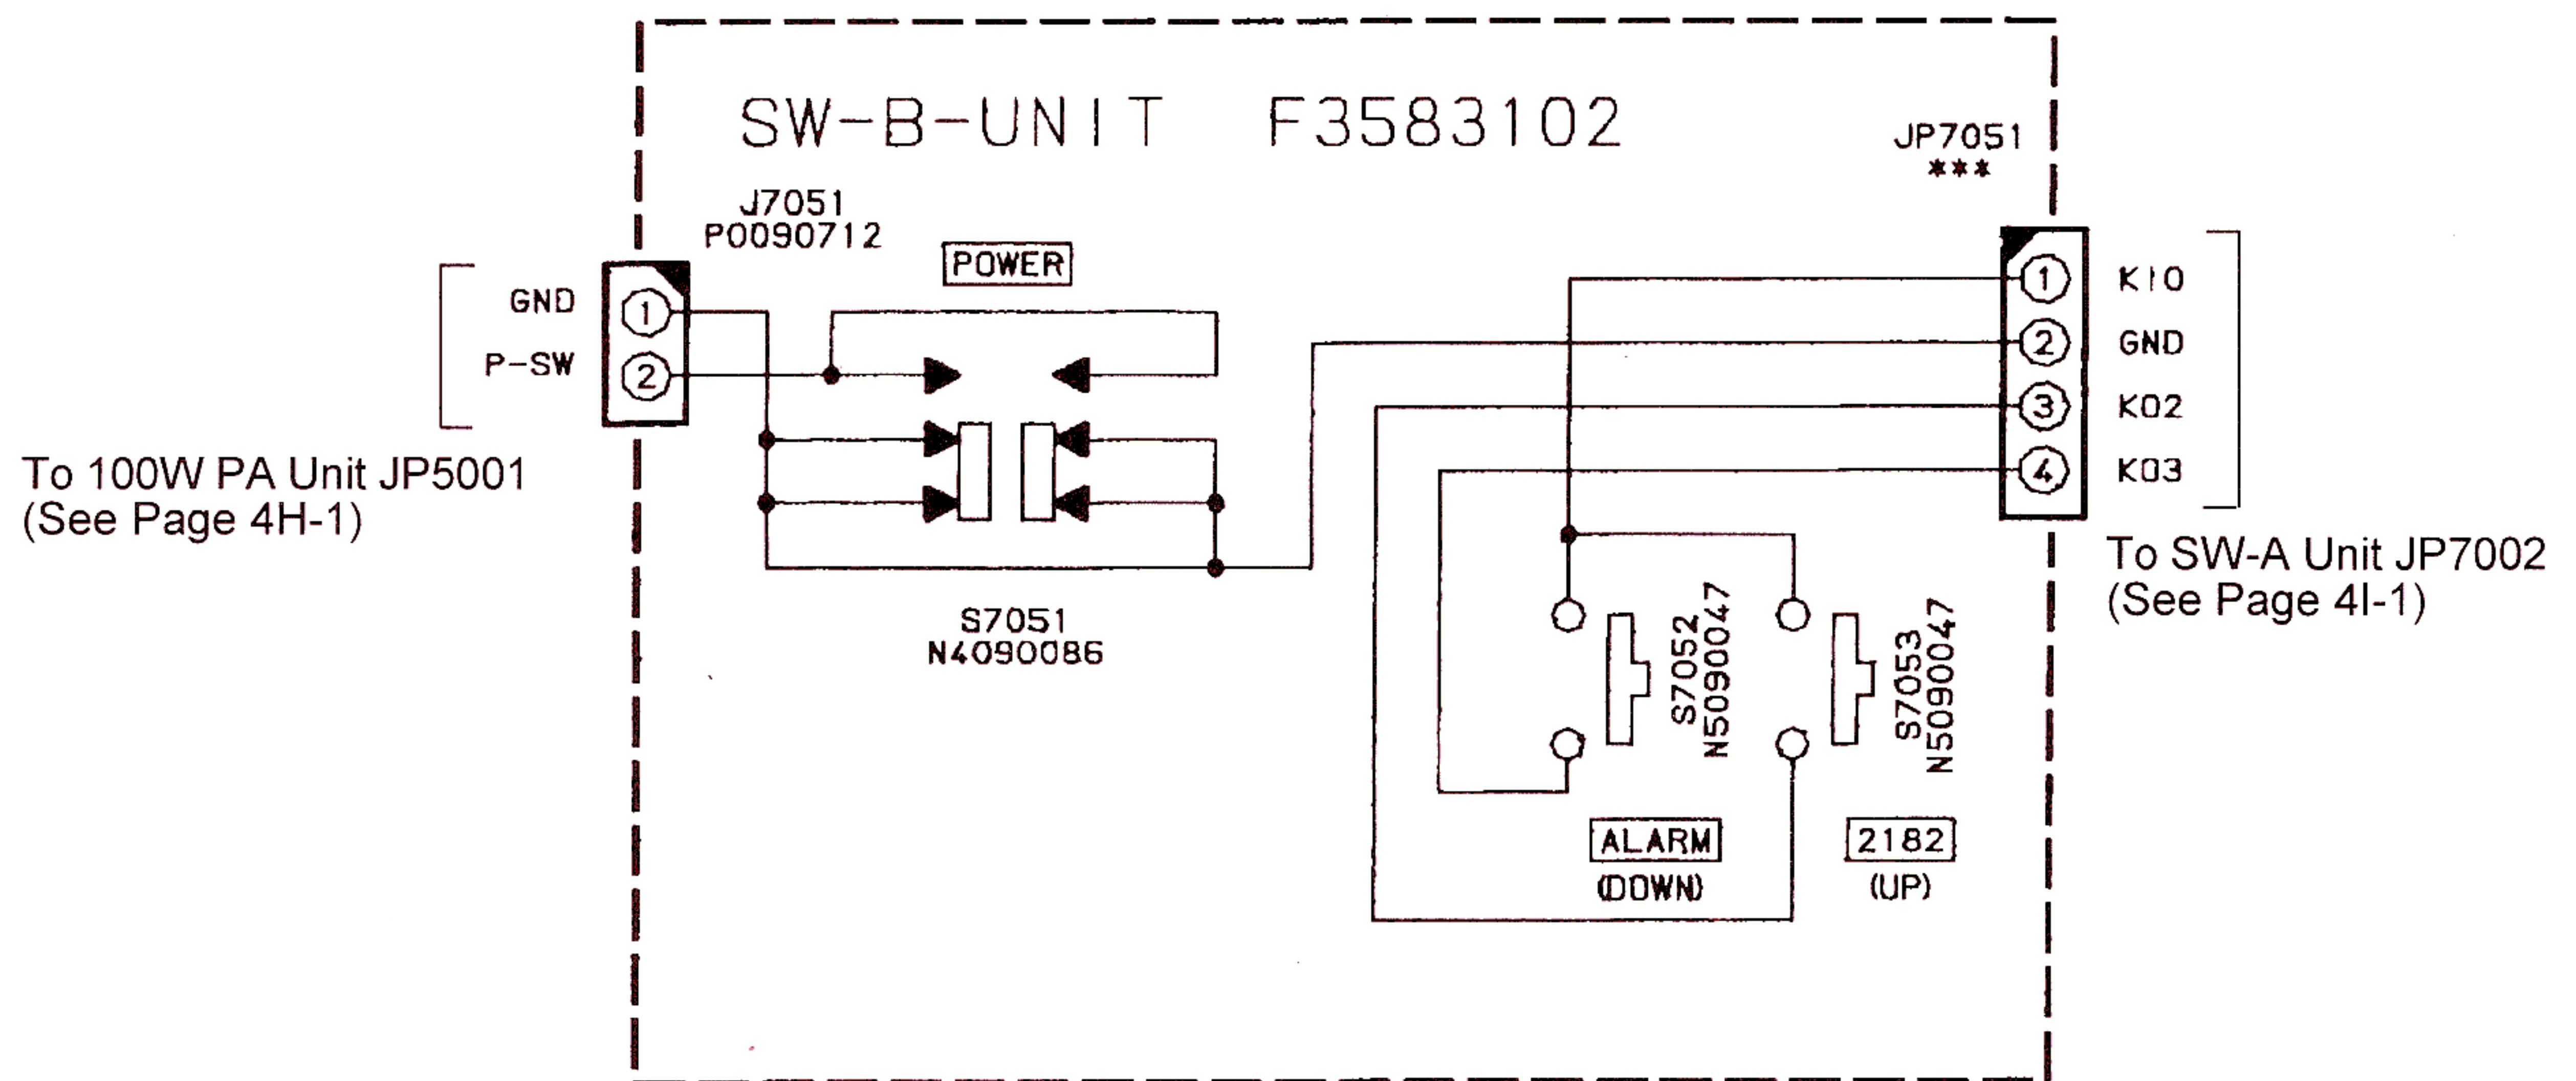 SW-B-UNIT F3583102
JP7051
***
J7051
P0090712
POWER
GND
1
P-SW
2
To 100W PA Unit JP5001
(See Page 4H-1)
1
KI0
2
GND
3
K02
4
K03
To SW-A Unit JP7002
(See Page 4I-1)
S7051
N4090086
S7052
N5090047
S7053
N5090047
ALARM
(DOWN)
2182
(UP)